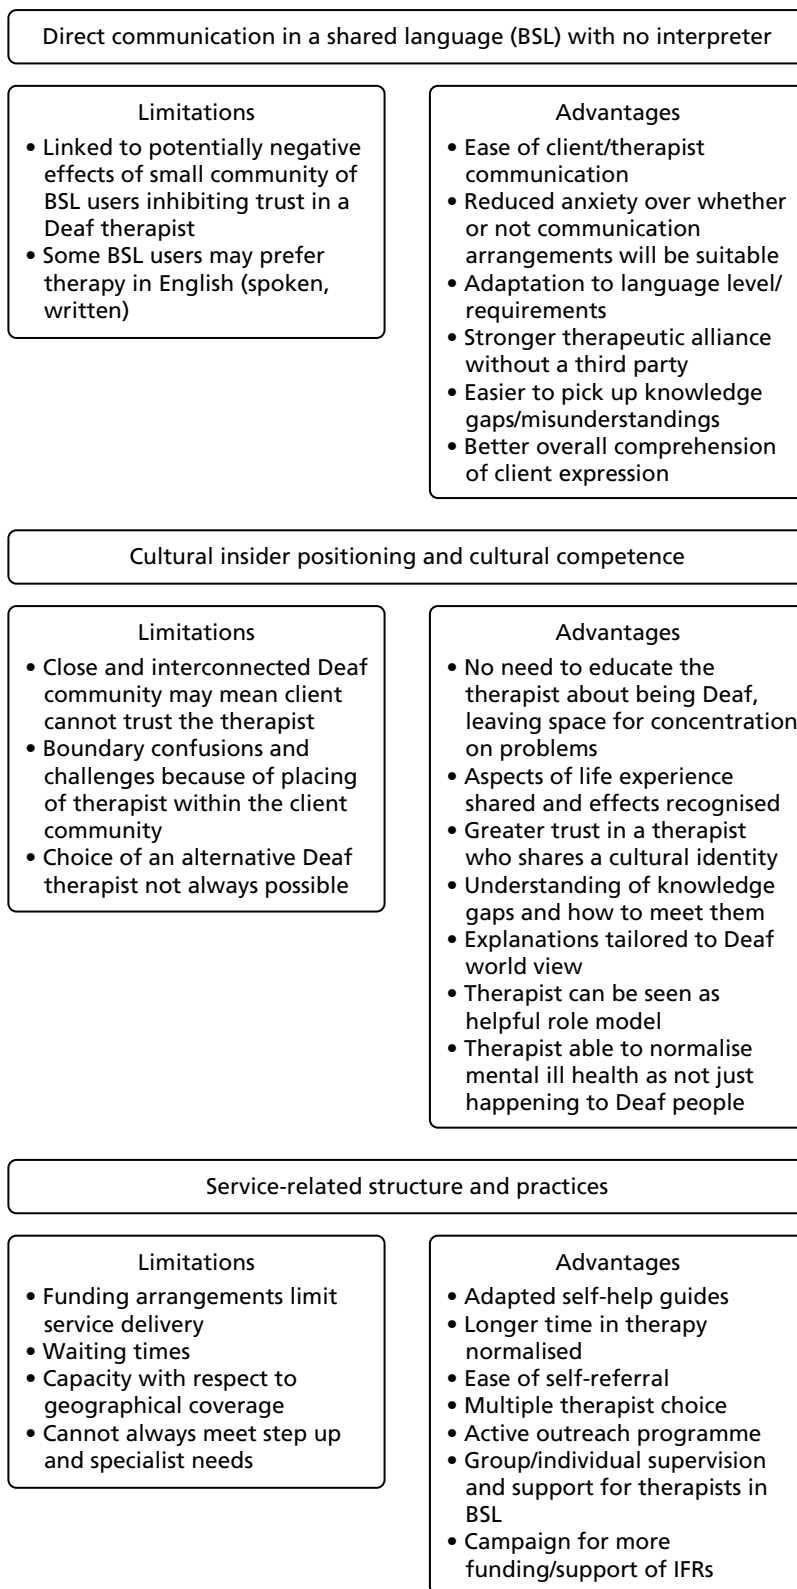 Direct communication in a shared language (BSL) with no interpreter
Limitations
• Linked to potentially negative
effects of small community of
BSL users inhibiting trust in a
Deaf therapist
• Some BSL users may prefer
therapy in English (spoken,
written)
Advantages
• Ease of client/therapist
communication
• Reduced anxiety over whether
or not communication
arrangements will be suitable
• Adaptation to language level/
requirements
• Stronger therapeutic alliance
without a third party
• Easier to pick up knowledge
gaps/misunderstandings
• Better overall comprehension
of client expression
Cultural insider positioning and cultural competence
Limitations
• Close and interconnected Deaf
community may mean client
cannot trust the therapist
• Boundary confusions and
challenges because of placing
of therapist within the client
community
• Choice of an alternative Deaf
therapist not always possible
Advantages
• No need to educate the
therapist about being Deaf,
leaving space for concentration
on problems
• Aspects of life experience
shared and effects recognised
• Greater trust in a therapist
who shares a cultural identity
• Understanding of knowledge
gaps and how to meet them
• Explanations tailored to Deaf
world view
• Therapist can be seen as
helpful role model
• Therapist able to normalise
mental ill health as not just
happening to Deaf people
Service-related structure and practices
Limitations
• Funding arrangements limit
service delivery
• Waiting times
• Capacity with respect to
geographical coverage
• Cannot always meet step up
and specialist needs
Advantages
• Adapted self-help guides
• Longer time in therapy
normalised
• Ease of self-referral
• Multiple therapist choice
• Active outreach programme
• Group/individual supervision
and support for therapists in
BSL
• Campaign for more
funding/support of IFRs